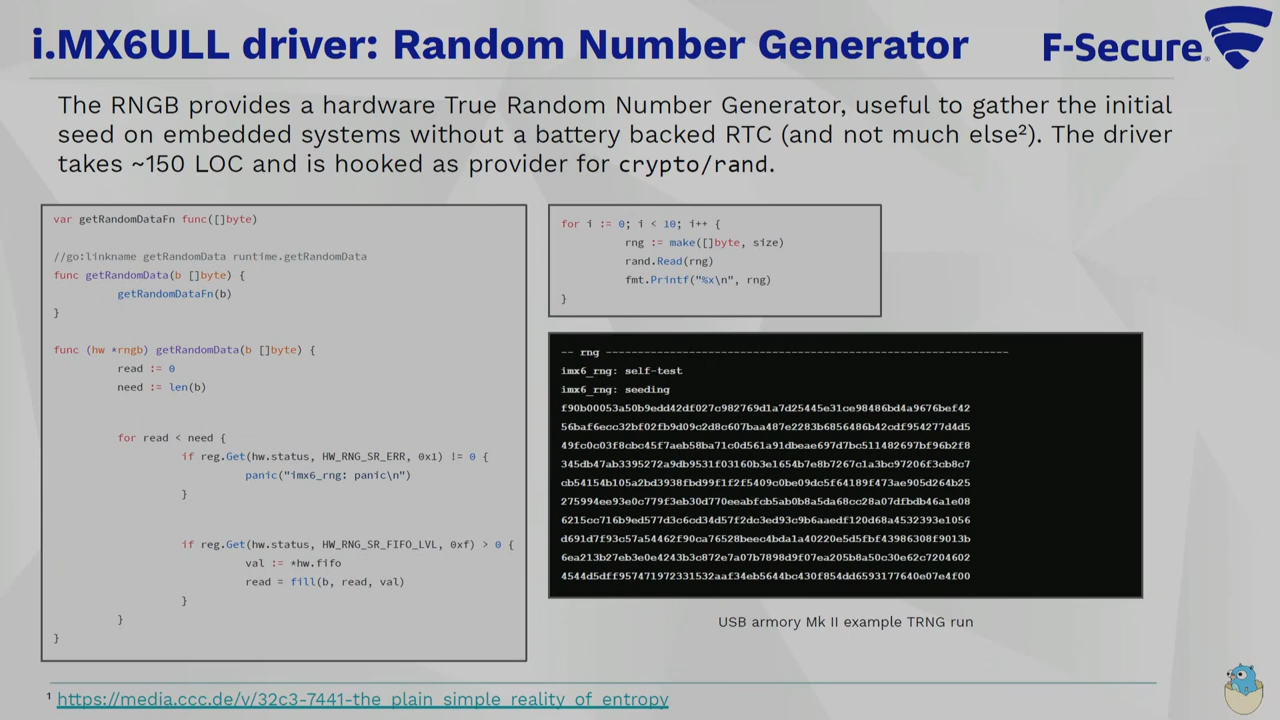 i.MX6ULL driver: Random Number Generator
F-Secure®
The RNGB provides a hardware True Random Number Generator, useful to gather the initial
seed on embedded systems without a battery backed RTC (and not much else²). The driver
takes ~150 LOC and is hooked as provider for crypto/rand.
var getRandomDataFn func([]byte)
//go:linkname getRandomData runtime.getRandomData
func getRandomData(b []byte) {
getRandomDataFn(b)
}
func (hw *rngb) getRandomData(b []byte) {
read := 0
need := len(b)
for read < need {
if reg.Get(hw.status, HW_RNG_SR_ERR, 0x1) != 0 {
panic("imx6_rng: panic\n")
}
if reg.Get(hw.status, HW_RNG_SR_FIFO_LVL, 0xf) > 0 {
val := *hw.fifo
read = fill(b, read, val)
}
}
}
for i := 0; i < 10; i++ {
rng := make([]byte, size)
rand.Read(rng)
fmt.Printf("%x\n", rng)
}
-- rng ---------------------------------------------------------------
imx6_rng: self-test
imx6_rng: seeding
f90b00053a50b9edd42df027c982769d1a7d25445e31ce98486bd4a9676bef42
56baf6ecc32bf02fb9d09c2d8c607baa487e2283b6856486b42cdf954277d4d5
49fc0c03f8cbc45f7aeb58ba71c0d561a91dbeae697d7bc511482697bf96b2f8
345db47ab3395272a9db9531f03160b3e1654b7e8b7267c1a3bc97206f3cb8c7
cb54154b105a2bd3938fbd99f1f2f5409c0be09dc5f64189f473ae905d264b25
275994ee93e0c779f3eb30d770eeabfcb5ab0b8a5da68cc28a07dfbdb46a1e08
6215cc716b9ed577d3c6cd34d57f2dc3ed93c9b6aaedf120d68a4532393e1056
d691d7f93c57a54462f90ca76528beec4bda1a40220e5d5fbf43986308f9013b
6ea213b27eb3e0e4243b3c872e7a07b7898d9f07ea205b8a50c30e62c7204602
4544d5dff957471972331532aaf34eb5644bc430f854dd6593177640e07e4f00
USB armory Mk II example TRNG run
¹ https://media.ccc.de/v/32c3-7441-the_plain_simple_reality_of_entropy